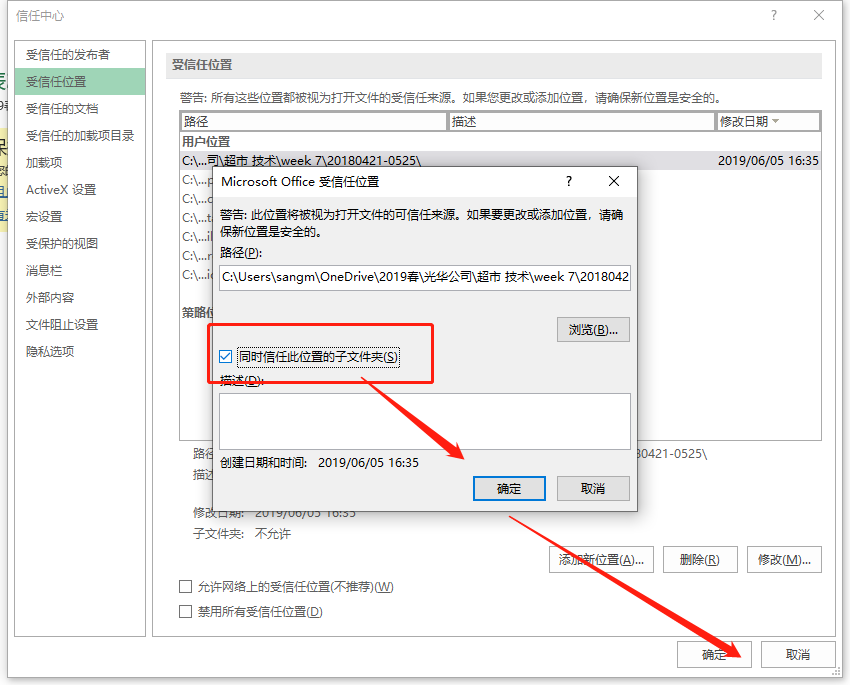 信任中心
受信任的发布者
受信任位置
受信任的文档
受信任的加载项目录
加载项
ActiveX 设置
宏设置
受保护的视图
消息栏
外部内容
文件阻止设置
隐私选项
受信任位置
警告: 所有这些位置都被视为打开文件的受信任来源。如果您更改或添加位置，请确保新位置是安全的。
路径 描述 修改日期
用户位置
C:\...司\超市 技术\week 7\20180421-0525\ 2019/06/05 16:35
C:\...
C:\...
C:\...
C:\...
C:\...
C:\...
策略位
Microsoft Office 受信任位置
警告: 此位置将被视为打开文件的可信任来源。如果要更改或添加位置，请确
保新位置是安全的。
路径(P):
C:\Users\sangm\OneDrive\2019春\光华公司\超市 技术\week 7\2018042
浏览(B)...
同时信任此位置的子文件夹(S)
描述(D):
创建日期和时间: 2019/06/05 16:35
确定 取消
路径 80421-0525\
描述
修改日期: 2019/06/05 16:35
子文件夹: 不允许
添加新位置(A)... 删除(R) 修改(M)...
允许网络上的受信任位置(不推荐)(W)
禁用所有受信任位置(D)
确定 取消